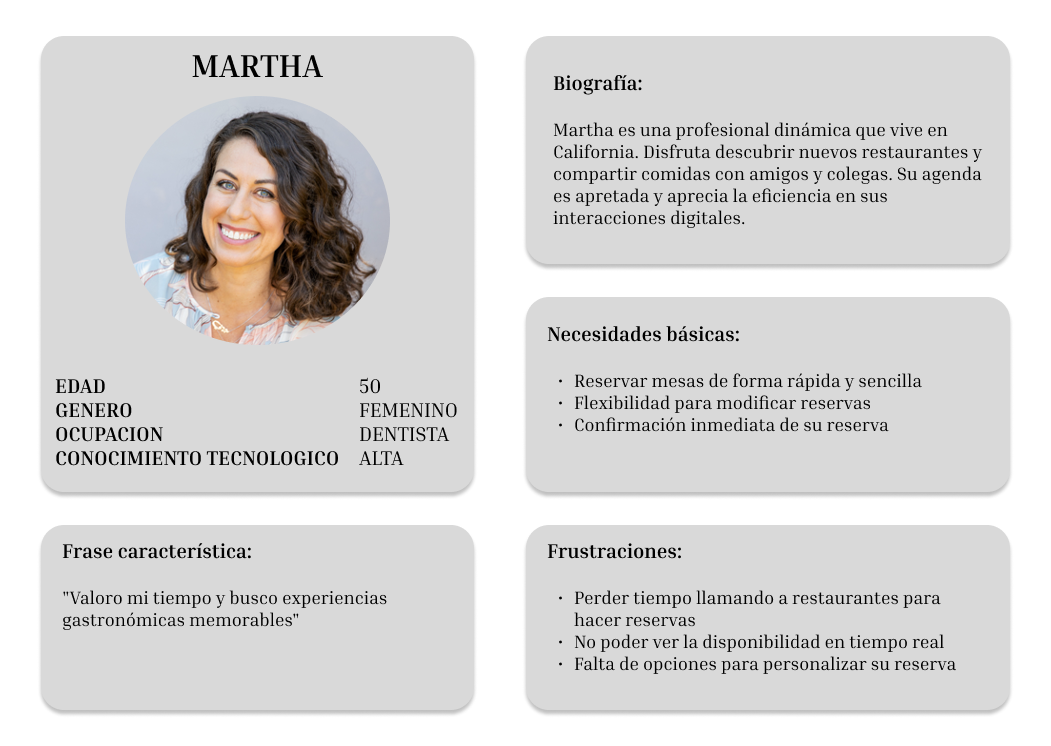 MARTHA
EDAD 50
GENERO FEMENINO
OCUPACION DENTISTA
CONOCIMIENTO TECNOLOGICO ALTA
Frase característica:
"Valoro mi tiempo y busco experiencias
gastronómicas memorables"
Biografía:
Martha es una profesional dinámica que vive en
California. Disfruta descubrir nuevos restaurantes y
compartir comidas con amigos y colegas. Su agenda
es apretada y aprecia la eficiencia en sus
interacciones digitales.
Necesidades básicas:
· Reservar mesas de forma rápida y sencilla
· Flexibilidad para modificar reservas
· Confirmación inmediata de su reserva
Frustraciones:
· Perder tiempo llamando a restaurantes para
hacer reservas
· No poder ver la disponibilidad en tiempo real
· Falta de opciones para personalizar su reserva